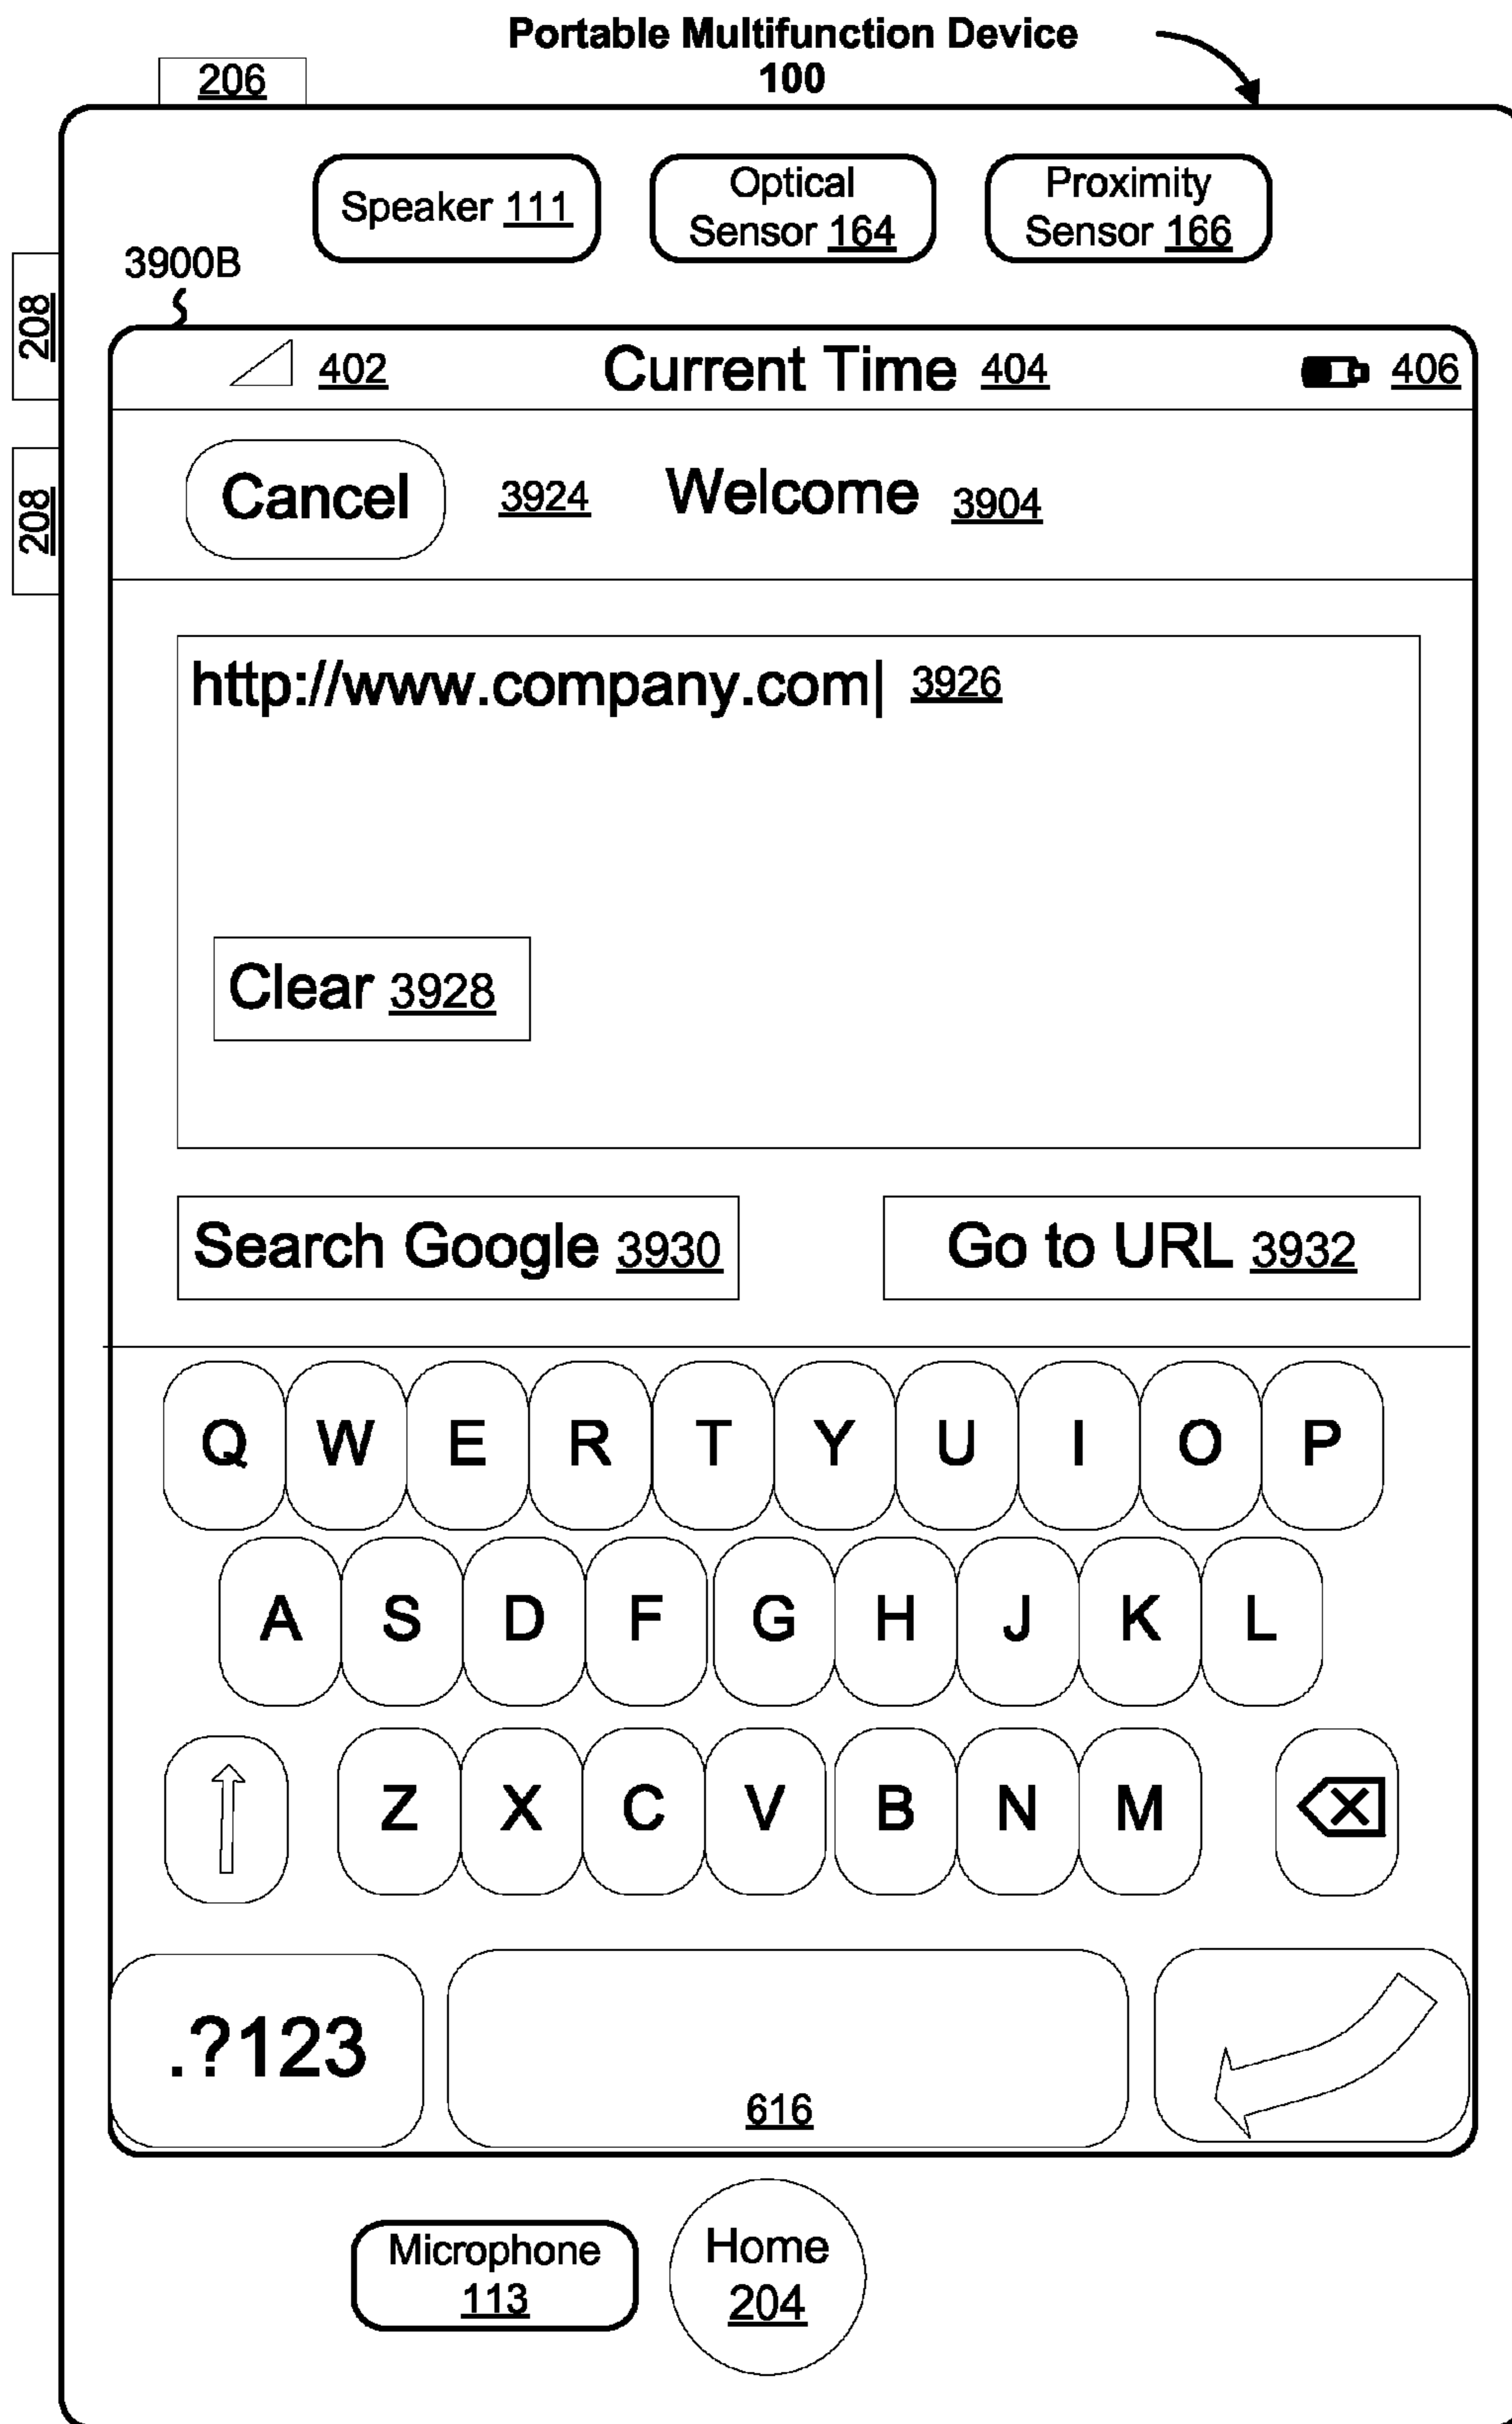 Portable Multifunction Device
100
206
Speaker 111
Optical
Sensor 164
Proximity
Sensor 166
3900B
208
208
402
Current Time 404
406
Cancel
3924
Welcome 3904
http://www.company.com| 3926
Clear 3928
Search Google 3930
Go to URL 3932
Q W E R T Y U I O P
A S D F G H J K L
Z X C V B N M
.?123
616
Microphone
113
Home
204